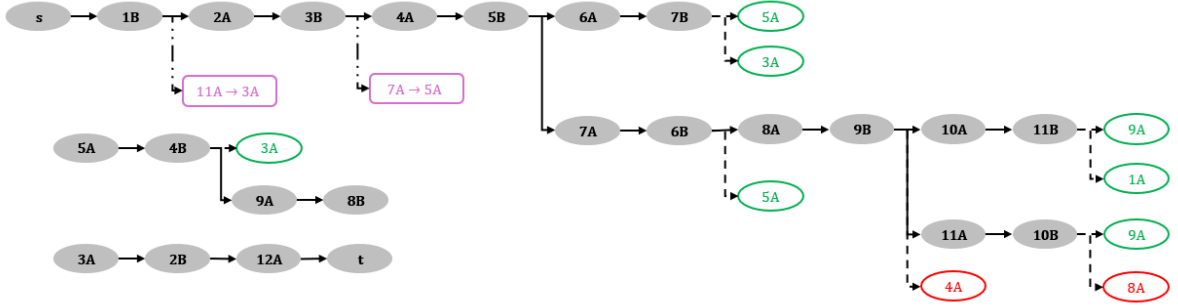 s 1B 2A 3B 4A 5B 6A 7B 5A
3A
11A → 3A 7A → 5A
7A 6B 8A 9B 10A 11B 9A
5A 4B 3A
1A
9A 8B 5A
11A 10B 9A
3A 2B 12A t
4A 8A